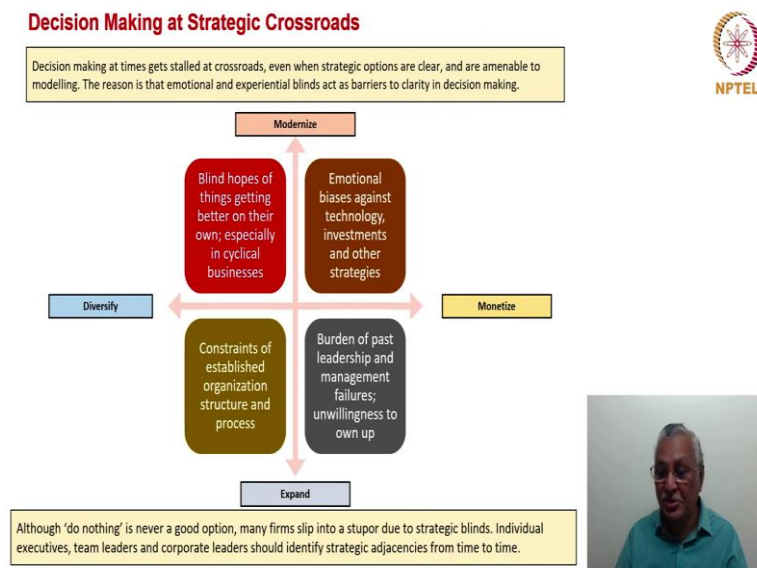 Decision Making at Strategic Crossroads
Decision making at times gets stalled at crossroads, even when strategic options are clear, and are amenable to
modelling. The reason is that emotional and experiential blinds act as barriers to clarity in decision making.
NPTEL
Modernize
Blind hopes of
things getting
better on their
own; especially
in cyclical
businesses
Emotional
biases against
technology,
investments
and other
strategies
Diversify
Monetize
Constraints of
established
organization
structure and
process
Burden of past
leadership and
management
failures;
unwillingness to
own up
Expand
Although ‘do nothing’ is never a good option, many firms slip into a stupor due to strategic blinds. Individual
executives, team leaders and corporate leaders should identify strategic adjacencies from time to time.